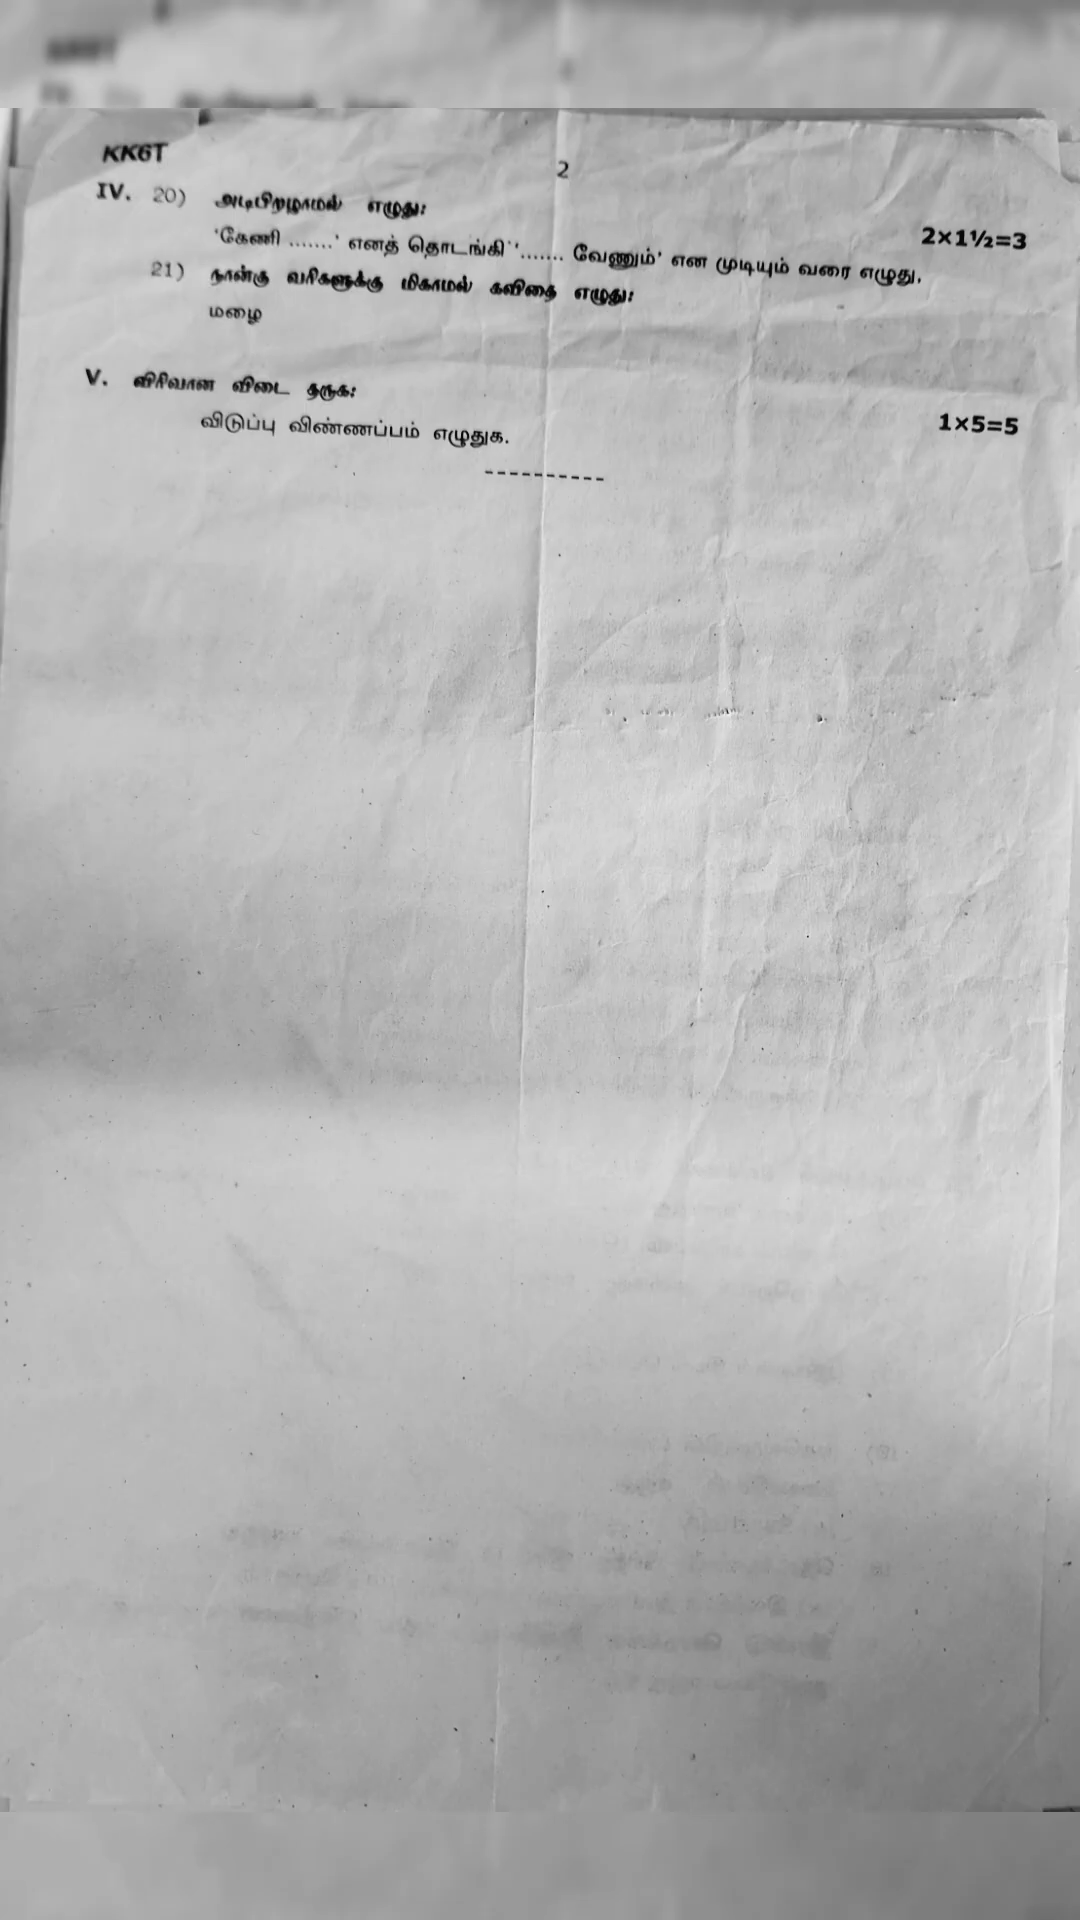 KK6T
2
IV. 20) அடிபிறழாமல் எழுது:
2×1½=3
'கேணி .......' எனத் தொடங்கி '....... வேணும்' என முடியும் வரை எழுது.
21) நான்கு வரிகளுக்கு மிகாமல் கவிதை எழுது:
மழை
V. விரிவான விடை தருக:
1×5=5
விடுப்பு விண்ணப்பம் எழுதுக.
----------